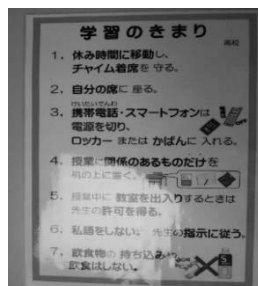 学習のきまり
高松
1. 休み時間に移動し、
チャイム着席を 守る。
2. 自分の席に 座る。
けいたいでんわ
3. 携帯電話・スマートフォンは
電源を切り、
ロッカー または かばんに 入れる。
4. 授業に関係のあるものだけを
机の上に置く。
5. 授業中に 教室を出入りするときは
先生の許可を得る。
6. 私語をしない。 先生の指示に従う。
7. 飲食物の 持ち込みや
飲食はしない。